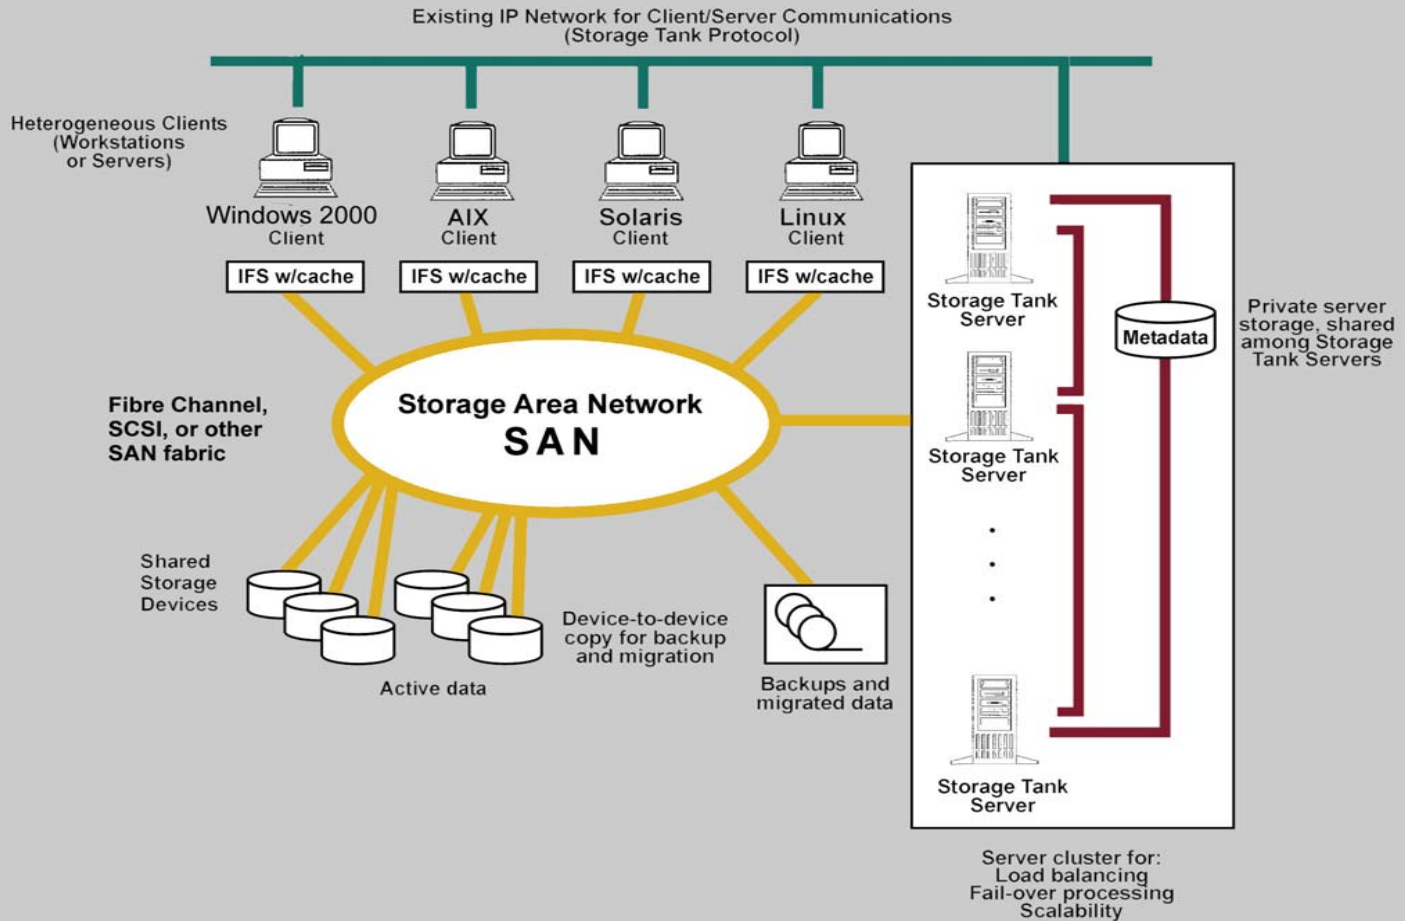 Existing IP Network for Client/Server Communications
(Storage Tank Protocol)
Heterogeneous Clients
(Workstations
or Servers)
Windows 2000
Client
AIX
Client
Solaris
Client
Linux
Client
IFS w/cache
IFS w/cache
IFS w/cache
IFS w/cache
Storage Tank
Server
Metadata
Private server
storage, shared
among Storage
Tank Servers
Fibre Channel,
SCSI, or other
SAN fabric
Storage Area Network
SAN
Storage Tank
Server
Shared
Storage
Devices
Device-to-device
copy for backup
and migration
Active data
Backups and
migrated data
Storage Tank
Server
Server cluster for:
Load balancing
Fail-over processing
Scalability